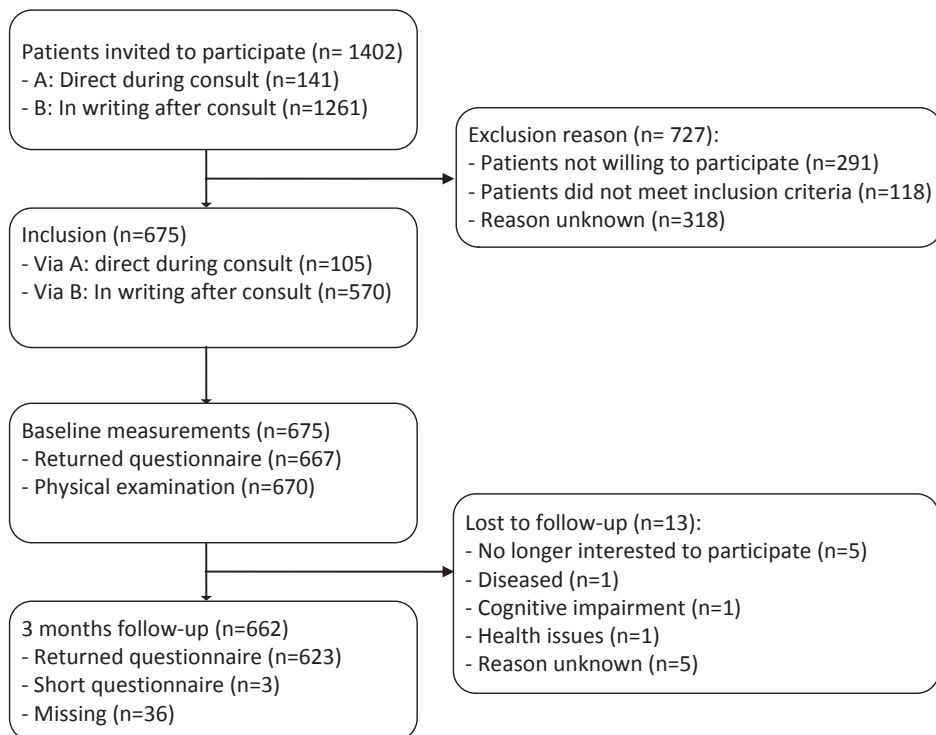 Patients invited to participate (n= 1402)
- A: Direct during consult (n=141)
- B: In writing after consult (n=1261)
Exclusion reason (n= 727):
- Patients not willing to participate (n=291)
- Patients did not meet inclusion criteria (n=118)
- Reason unknown (n=318)
Inclusion (n=675)
- Via A: direct during consult (n=105)
- Via B: In writing after consult (n=570)
Baseline measurements (n=675)
- Returned questionnaire (n=667)
- Physical examination (n=670)
Lost to follow-up (n=13):
- No longer interested to participate (n=5)
- Diseased (n=1)
- Cognitive impairment (n=1)
- Health issues (n=1)
- Reason unknown (n=5)
3 months follow-up (n=662)
- Returned questionnaire (n=623)
- Short questionnaire (n=3)
- Missing (n=36)